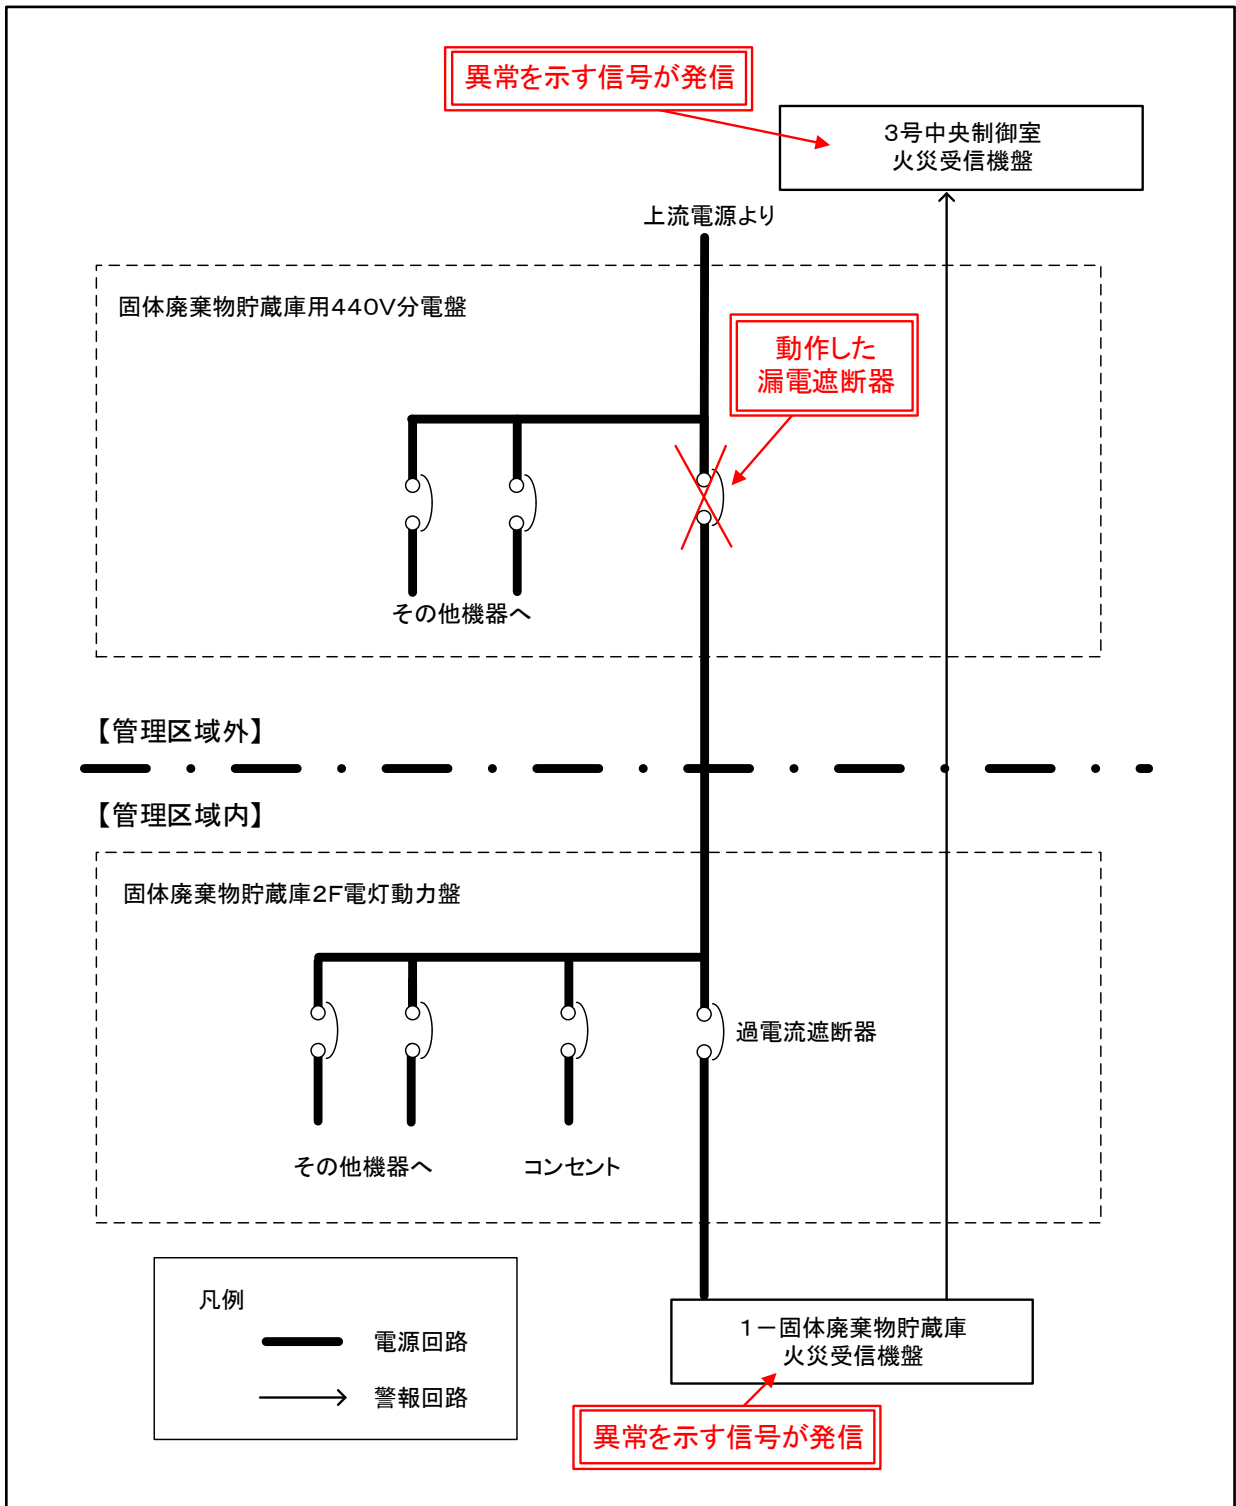 異常を示す信号が発信
3号中央制御室
火災受信機盤
上流電源より
固体廃棄物貯蔵庫用440V分電盤
動作した
漏電遮断器
その他機器へ
【管理区域外】
【管理区域内】
固体廃棄物貯蔵庫2F電灯動力盤
過電流遮断器
その他機器へ
コンセント
凡例
電源回路
警報回路
1－固体廃棄物貯蔵庫
火災受信機盤
異常を示す信号が発信